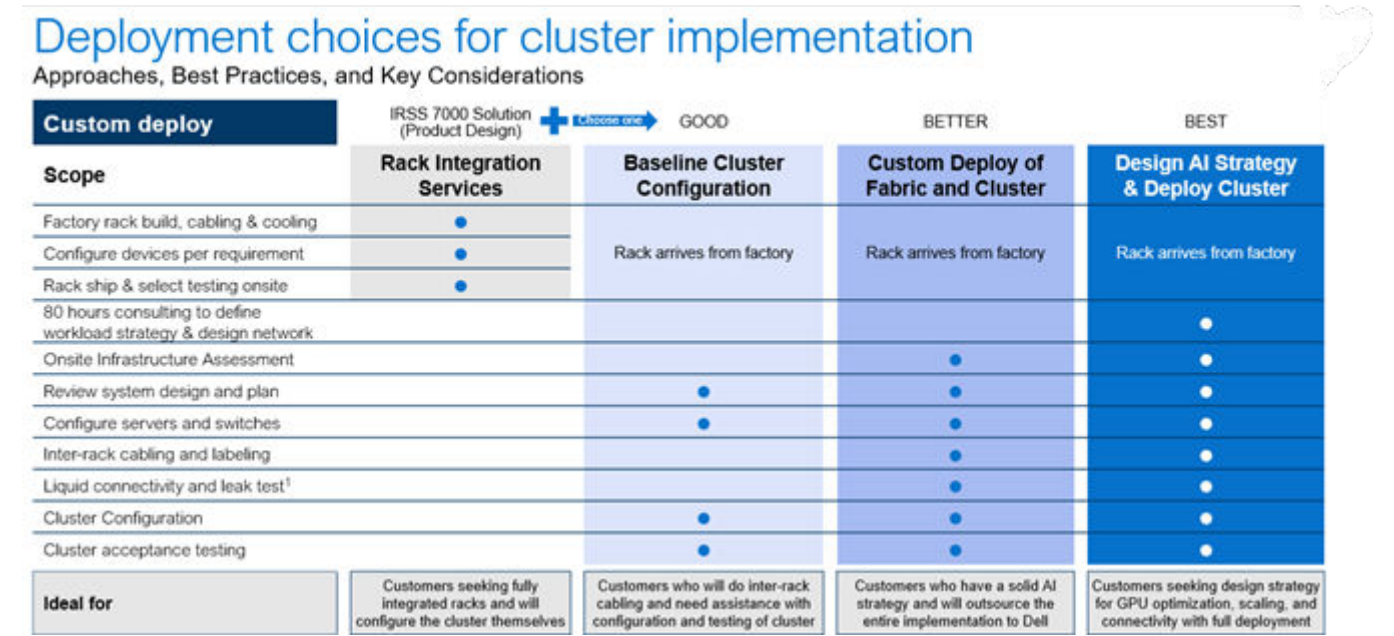 Deployment choices for cluster implementation
Approaches, Best Practices, and Key Considerations
Custom deploy
IRSS 7000 Solution
(Product Design)
Choose one
GOOD
BETTER
BEST
Scope
Rack Integration
Services
Baseline Cluster
Configuration
Custom Deploy of
Fabric and Cluster
Design AI Strategy
& Deploy Cluster
Factory rack build, cabling & cooling
Configure devices per requirement
Rack arrives from factory
Rack arrives from factory
Rack arrives from factory
Rack ship & select testing onsite
80 hours consulting to define
workload strategy & design network
Onsite Infrastructure Assessment
Review system design and plan
Configure servers and switches
Inter-rack cabling and labeling
Liquid connectivity and leak test¹
Cluster Configuration
Cluster acceptance testing
Ideal for
Customers seeking fully
integrated racks and will
configure the cluster themselves
Customers who will do inter-rack
cabling and need assistance with
configuration and testing of cluster
Customers who have a solid AI
strategy and will outsource the
entire implementation to Dell
Customers seeking design strategy
for GPU optimization, scaling, and
connectivity with full deployment